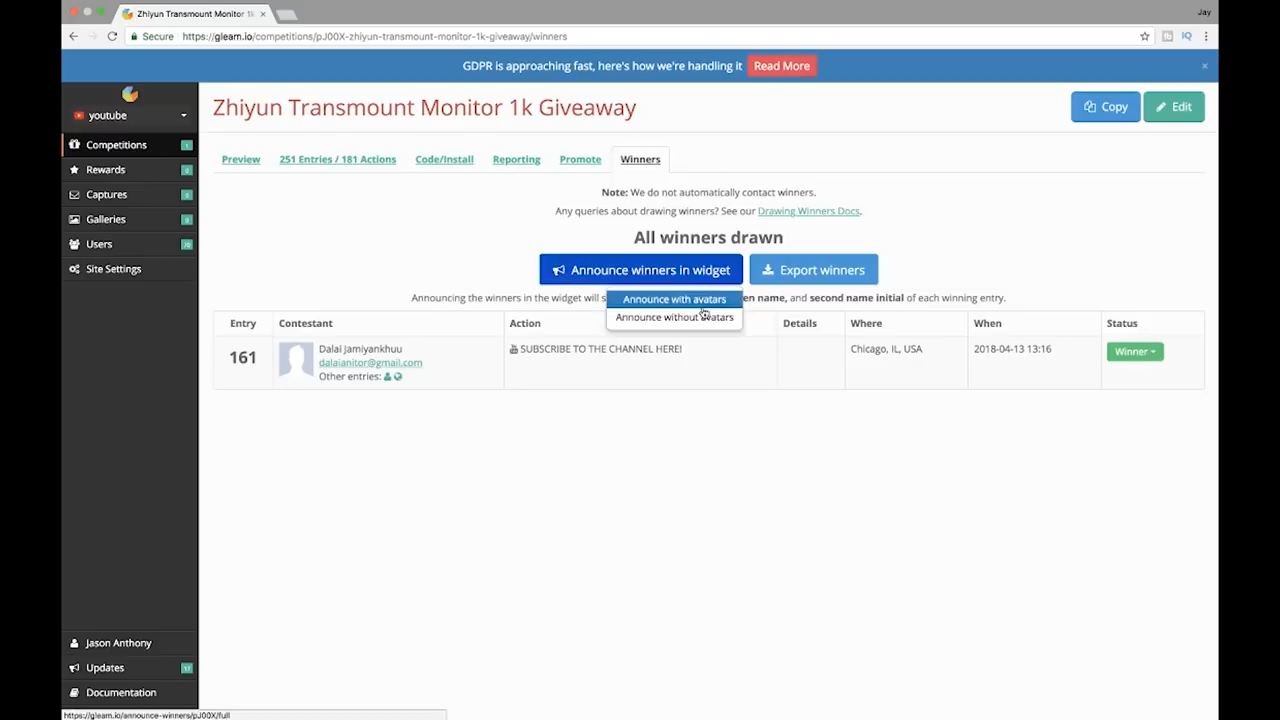 Zhiyun Transmount Monitor 1k
Jay
Secure
https://gleam.io/competitions/pJ00X-zhiyun-transmount-monitor-1k-giveaway/winners
GDPR is approaching fast, here's how we're handling it Read More
youtube
Zhiyun Transmount Monitor 1k Giveaway
Copy
Edit
Competitions 1
Rewards
Captures
Galleries
Users
Site Settings
Preview 251 Entries / 181 Actions Code/Install Reporting Promote Winners
Note: We do not automatically contact winners.
Any queries about drawing winners? See our Drawing Winners Docs.
All winners drawn
Announce winners in widget Export winners
Announce with avatars
Announcing the winners in the widget will name, and second name initial of each winning entry.
Announce without avatars
Entry Contestant Action Details Where When Status
161 Dalai Jamiyankhuu SUBSCRIBE TO THE CHANNEL HERE! Chicago, IL, USA 2018-04-13 13:16 Winner
dalaianitor@gmail.com
Other entries:
Jason Anthony
Updates 17
Documentation
https://gleam.io/announce-winners/pJ00X/full